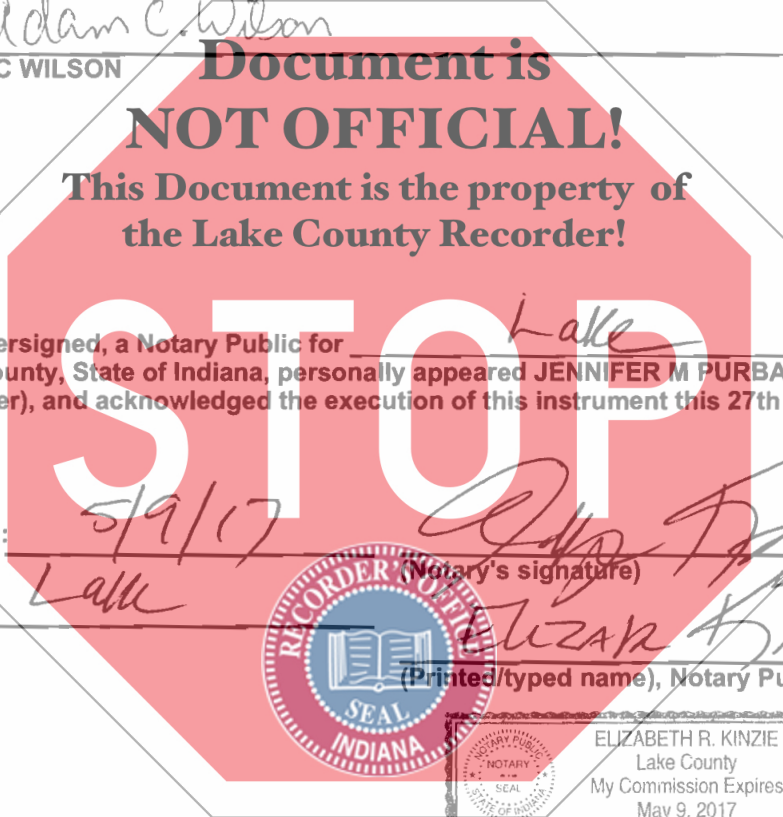 Adam C. Wilson
C WILSON
Document is
NOT OFFICIAL!
This Document is the property of
the Lake County Recorder!
STOP
ersigned, a Notary Public for Lake
ounty, State of Indiana, personally appeared JENNIFER M PURBA
er), and acknowledged the execution of this instrument this 27th
: 5/9/17
(Notary's signature)
Lake
(Printed/typed name), Notary Pu
RECORDER'S OFFICE
SEAL
INDIANA
NOTARY PUBLIC
NOTARY
SEAL
STATE OF INDIANA
ELIZABETH R. KINZIE
Lake County
My Commission Expires
May 9, 2017